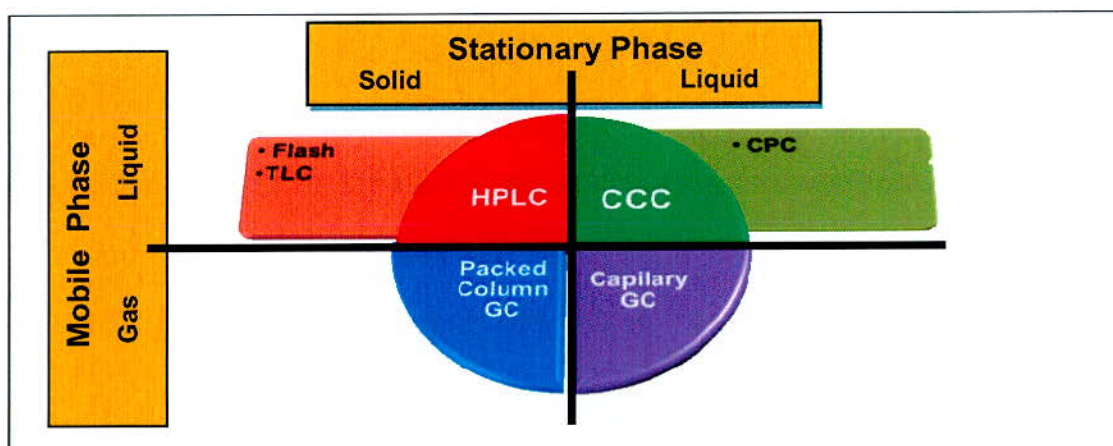 Stationary Phase
Solid Liquid
Mobile Phase
Liquid
Gas
• Flash
•TLC
HPLC
CCC
• CPC
Packed
Column
GC
Capilary
GC